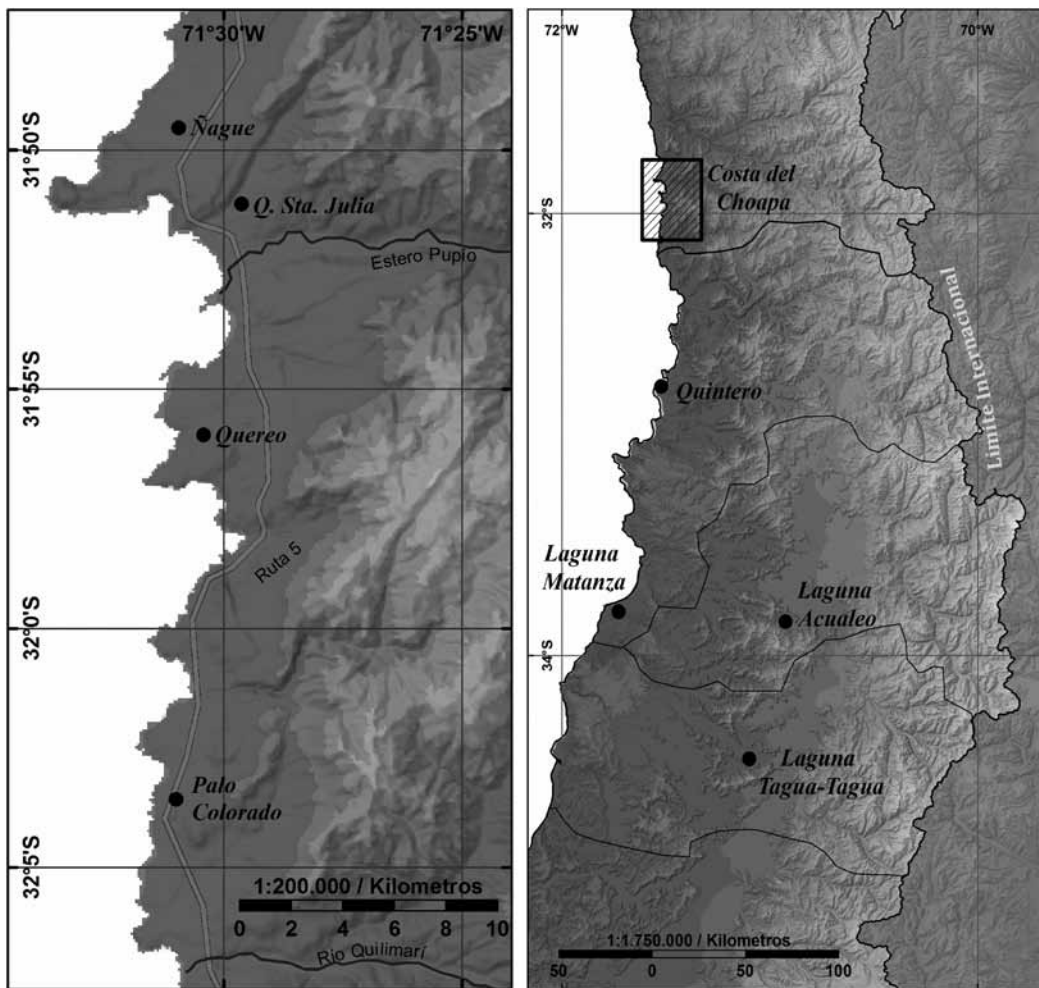 71°30'W
71°25'W
Ñague
31°50'S
Q. Sta. Julia
Estero Pupio
31°55'S
Quereo
Ruta 5
32°0'S
Palo
Colorado
32°5'S
1:200.000 / Kilometros
0 2 4 6 8 10
Rio Quilimarí
72°W
70°W
Costa del
Choapa
32°S
Límite Internacional
Quintero
Laguna
Matanza
Laguna
Acualeo
34°S
Laguna
Tagua-Tagua
1:1.750.000 / Kilometros
50 0 50 100